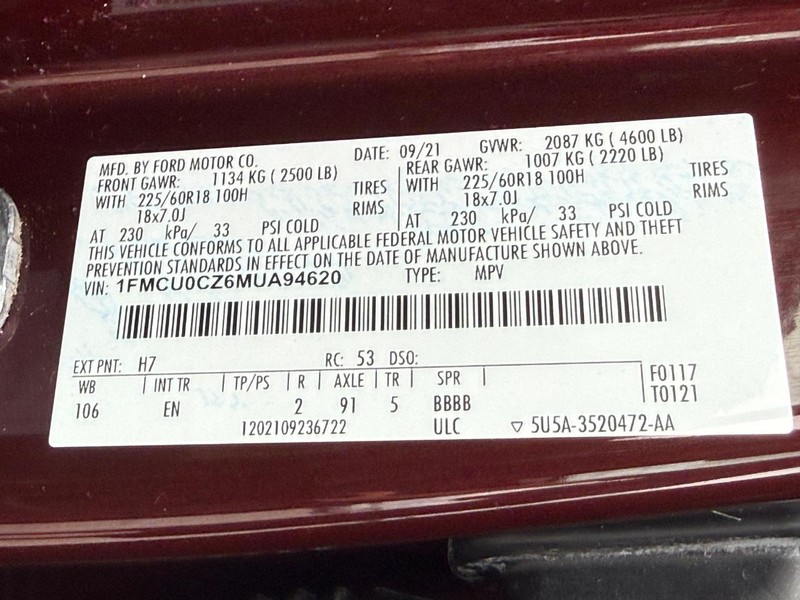 MFD. BY FORD MOTOR CO. DATE: 09/21 GVWR: 2087 KG ( 4600 LB)
FRONT GAWR: 1134 KG ( 2500 LB) REAR GAWR: 1007 KG ( 2220 LB)
WITH 225/60R18 100H TIRES WITH 225/60R18 100H TIRES
18x7.0J RIMS 18x7.0J RIMS
AT 230 kPa/ 33 PSI COLD AT 230 kPa/ 33 PSI COLD
THIS VEHICLE CONFORMS TO ALL APPLICABLE FEDERAL MOTOR VEHICLE SAFETY AND THEFT
PREVENTION STANDARDS IN EFFECT ON THE DATE OF MANUFACTURE SHOWN ABOVE.
VIN: 1FMCU0CZ6MUA94620 TYPE: MPV
EXT PNT: H7 RC: 53 DSO: F0117
WB INT TR TP/PS R AXLE TR SPR T0121
106 EN 2 91 5 BBBB
1202109236722 ULC ▽ 5U5A-3520472-AA